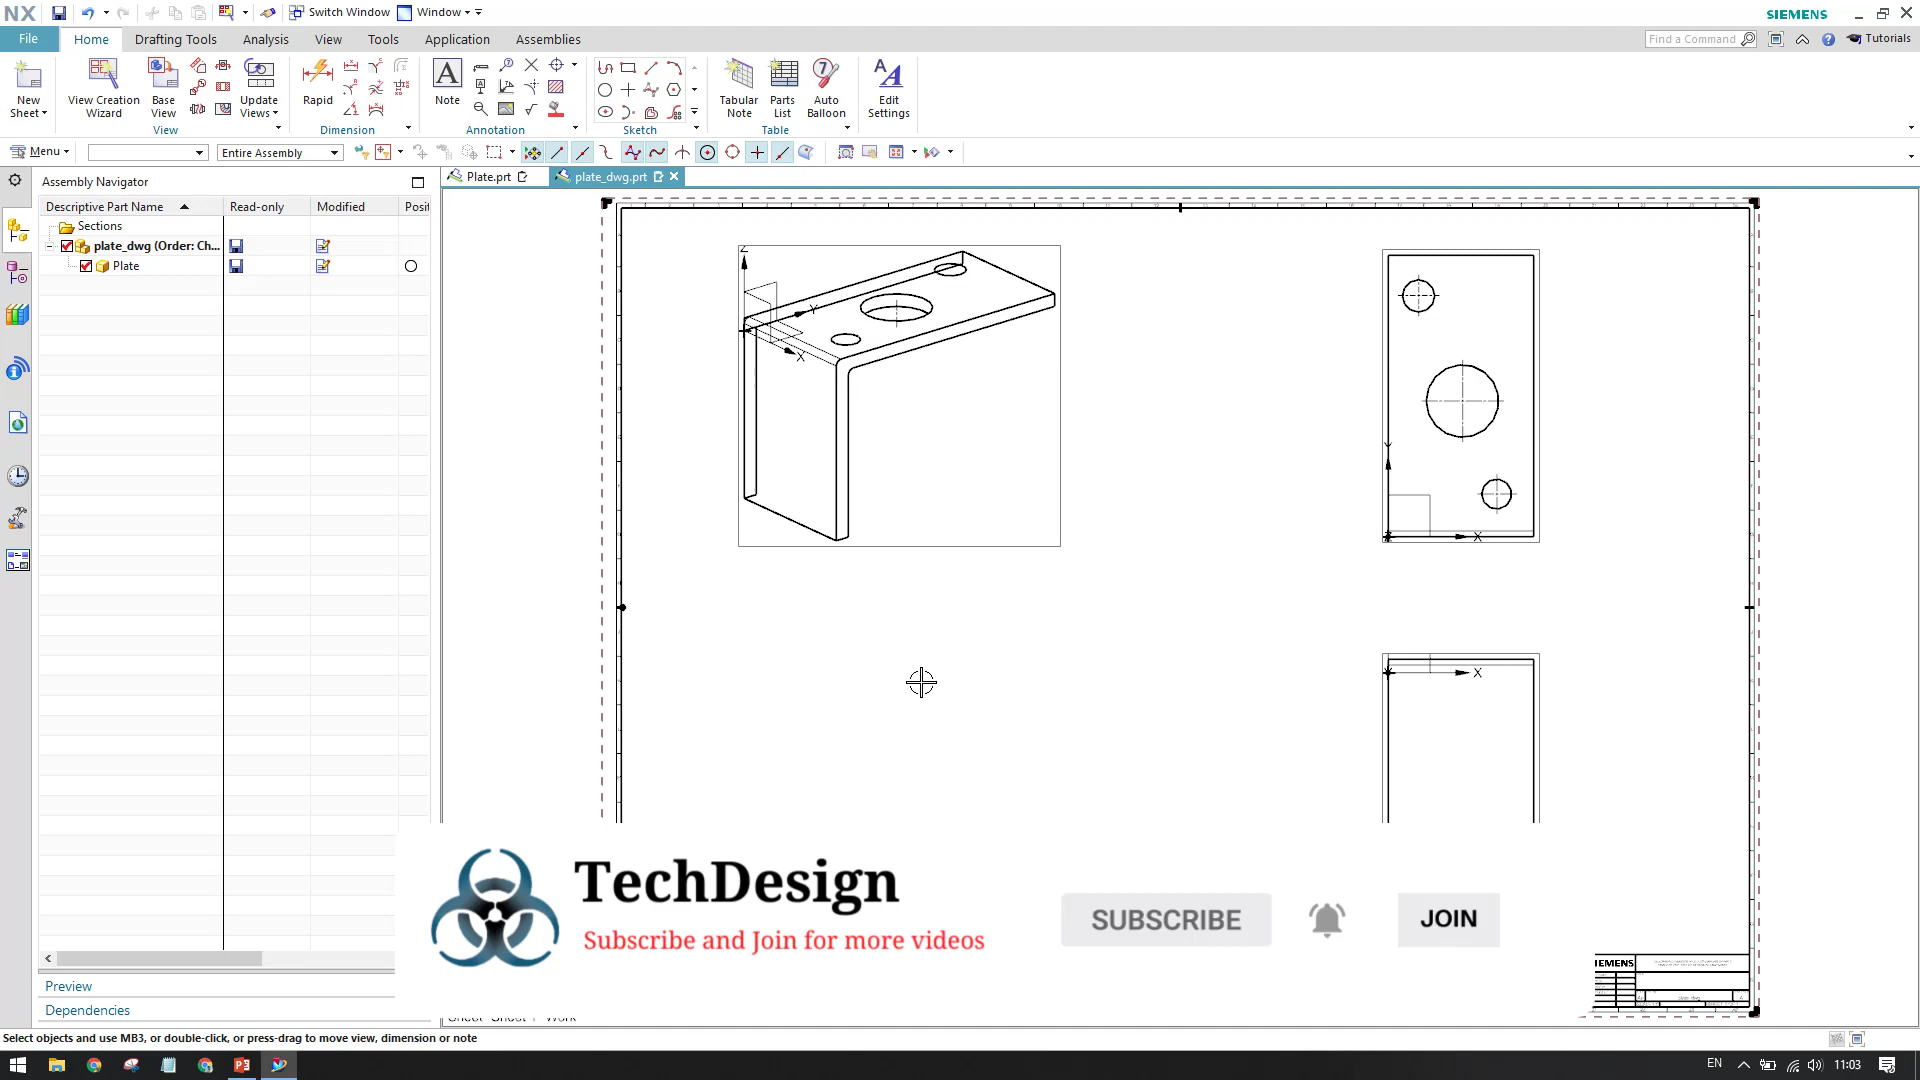 NX
Switch Window
Window
SIEMENS
File
Home
Drafting Tools
Analysis
View
Tools
Application
Assemblies
Find a Command
Tutorials
New Sheet
View Creation Wizard
Base View
Update Views
Rapid
A
Note
Tabular Note
Parts List
Auto Balloon
Edit Settings
View
Dimension
Annotation
Sketch
Table
Menu
Entire Assembly
Assembly Navigator
Plate.prt
plate_dwg.prt
Descriptive Part Name
Read-only
Modified
Posit
Sections
plate_dwg (Order: Ch...
Plate
Z
Y
X
Y
X
X
TechDesign
Subscribe and Join for more videos
SUBSCRIBE
JOIN
IEMENS
Preview
Dependencies
Select objects and use MB3, or double-click, or press-drag to move view, dimension or note
EN
11:03